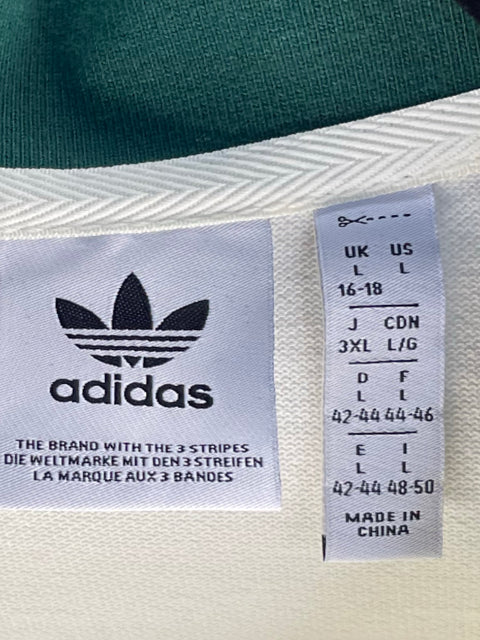 adidas
THE BRAND WITH THE 3 STRIPES
DIE WELTMARKE MIT DEN 3 STREIFEN
LA MARQUE AUX 3 BANDES
UK US
L L
16-18
J CDN
3XL L/G
D F
L L
42-44 44-46
E I
L L
42-44 48-50
MADE IN
CHINA